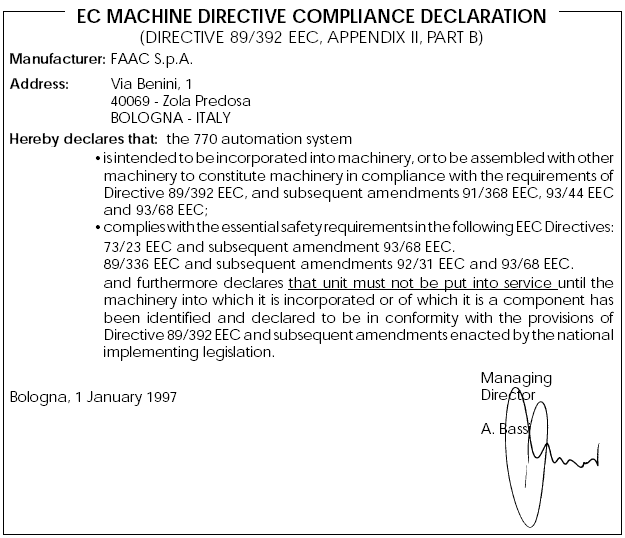 EC MACHINE DIRECTIVE COMPLIANCE DECLARATION
(DIRECTIVE 89/392 EEC, APPENDIX II, PART B)
Manufacturer: FAAC S.p.A.
Address: Via Benini, 1
40069 - Zola Predosa
BOLOGNA - ITALY
Hereby declares that: the 770 automation system
• is intended to be incorporated into machinery, or to be assembled with other
machinery to constitute machinery in compliance with the requirements of
Directive 89/392 EEC, and subsequent amendments 91/368 EEC, 93/44 EEC
and 93/68 EEC;
• complies with the essential safety requirements in the following EEC Directives:
73/23 EEC and subsequent amendment 93/68 EEC.
89/336 EEC and subsequent amendments 92/31 EEC and 93/68 EEC.
and furthermore declares that unit must not be put into service until the
machinery into which it is incorporated or of which it is a component has
been identified and declared to be in conformity with the provisions of
Directive 89/392 EEC and subsequent amendments enacted by the national
implementing legislation.
Managing
Director
Bologna, 1 January 1997
A. Bassi